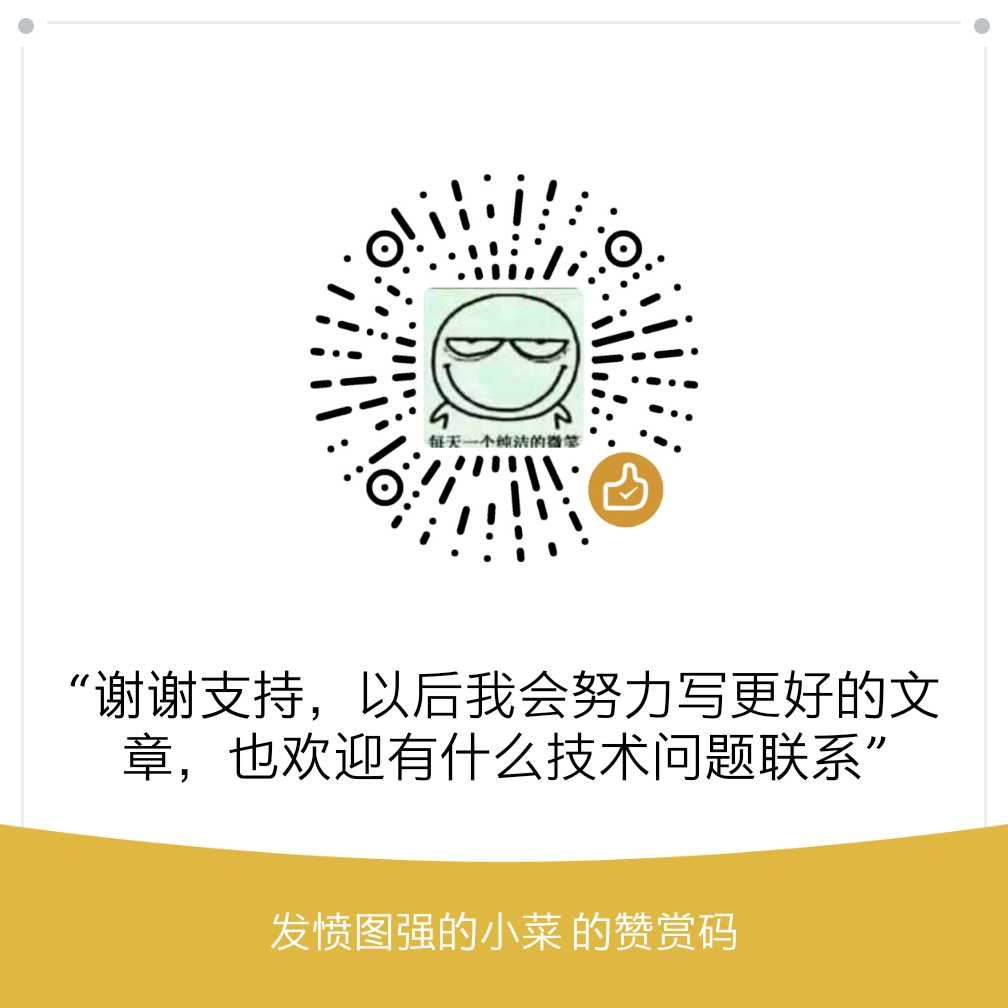 每天一个纯洁的微笑
“谢谢支持，以后我会努力写更好的文
章，也欢迎有什么技术问题联系”
发愤图强的小菜 的赞赏码